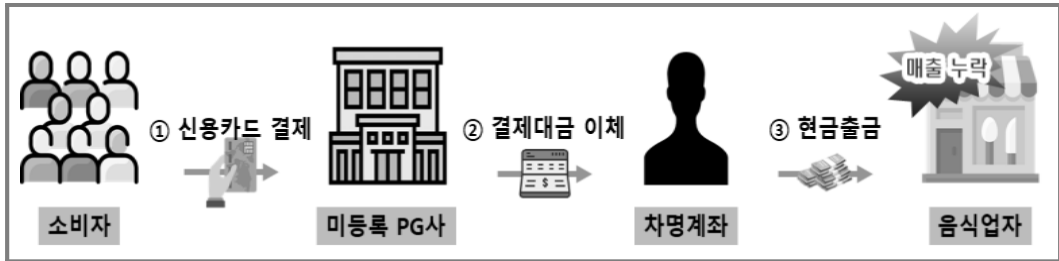 매출 누락
① 신용카드 결제
② 결제대금 이체
③ 현금출금
$
소비자
미등록 PG사
차명계좌
음식업자